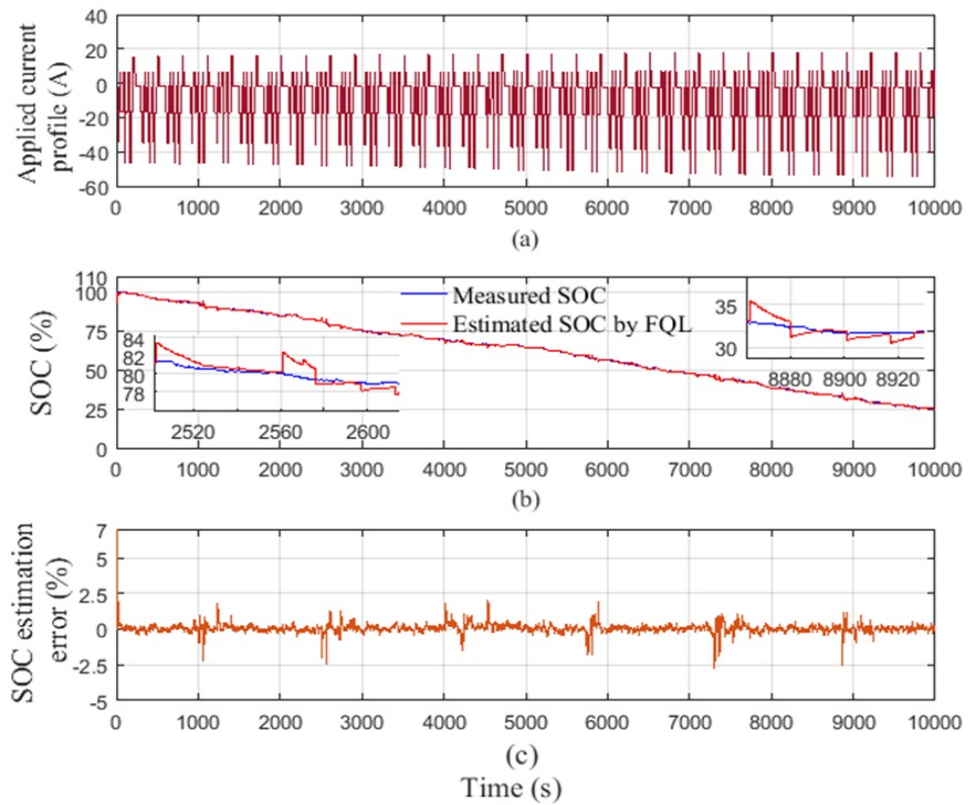 Applied current
profile (A)
40
20
0
-20
-40
-60
0 1000 2000 3000 4000 5000 6000 7000 8000 9000 10000
(a)
SOC (%)
110
100
75
50
25
0
Measured SOC
Estimated SOC by FQL
84
82
80
78
2520 2560 2600
35
30
8880 8900 8920
0 1000 2000 3000 4000 5000 6000 7000 8000 9000 10000
(b)
SOC estimation
error (%)
7
5
2.5
0
-2.5
-5
0 1000 2000 3000 4000 5000 6000 7000 8000 9000 10000
(c)
Time (s)